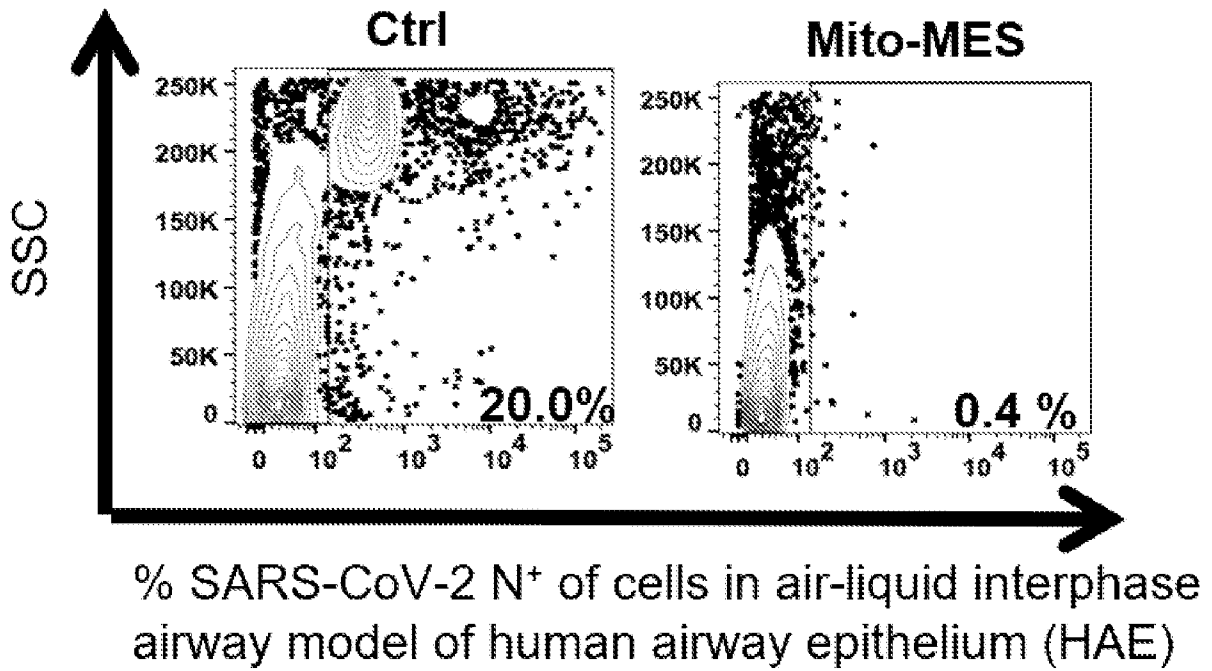 Ctrl
Mito-MES
SSC
250K
200K
150K
100K
50K
0
20.0%
0 10² 10³ 10⁴ 10⁵
250K
200K
150K
100K
50K
0
0.4 %
0 10² 10³ 10⁴ 10⁵
% SARS-CoV-2 N⁺ of cells in air-liquid interphase
airway model of human airway epithelium (HAE)